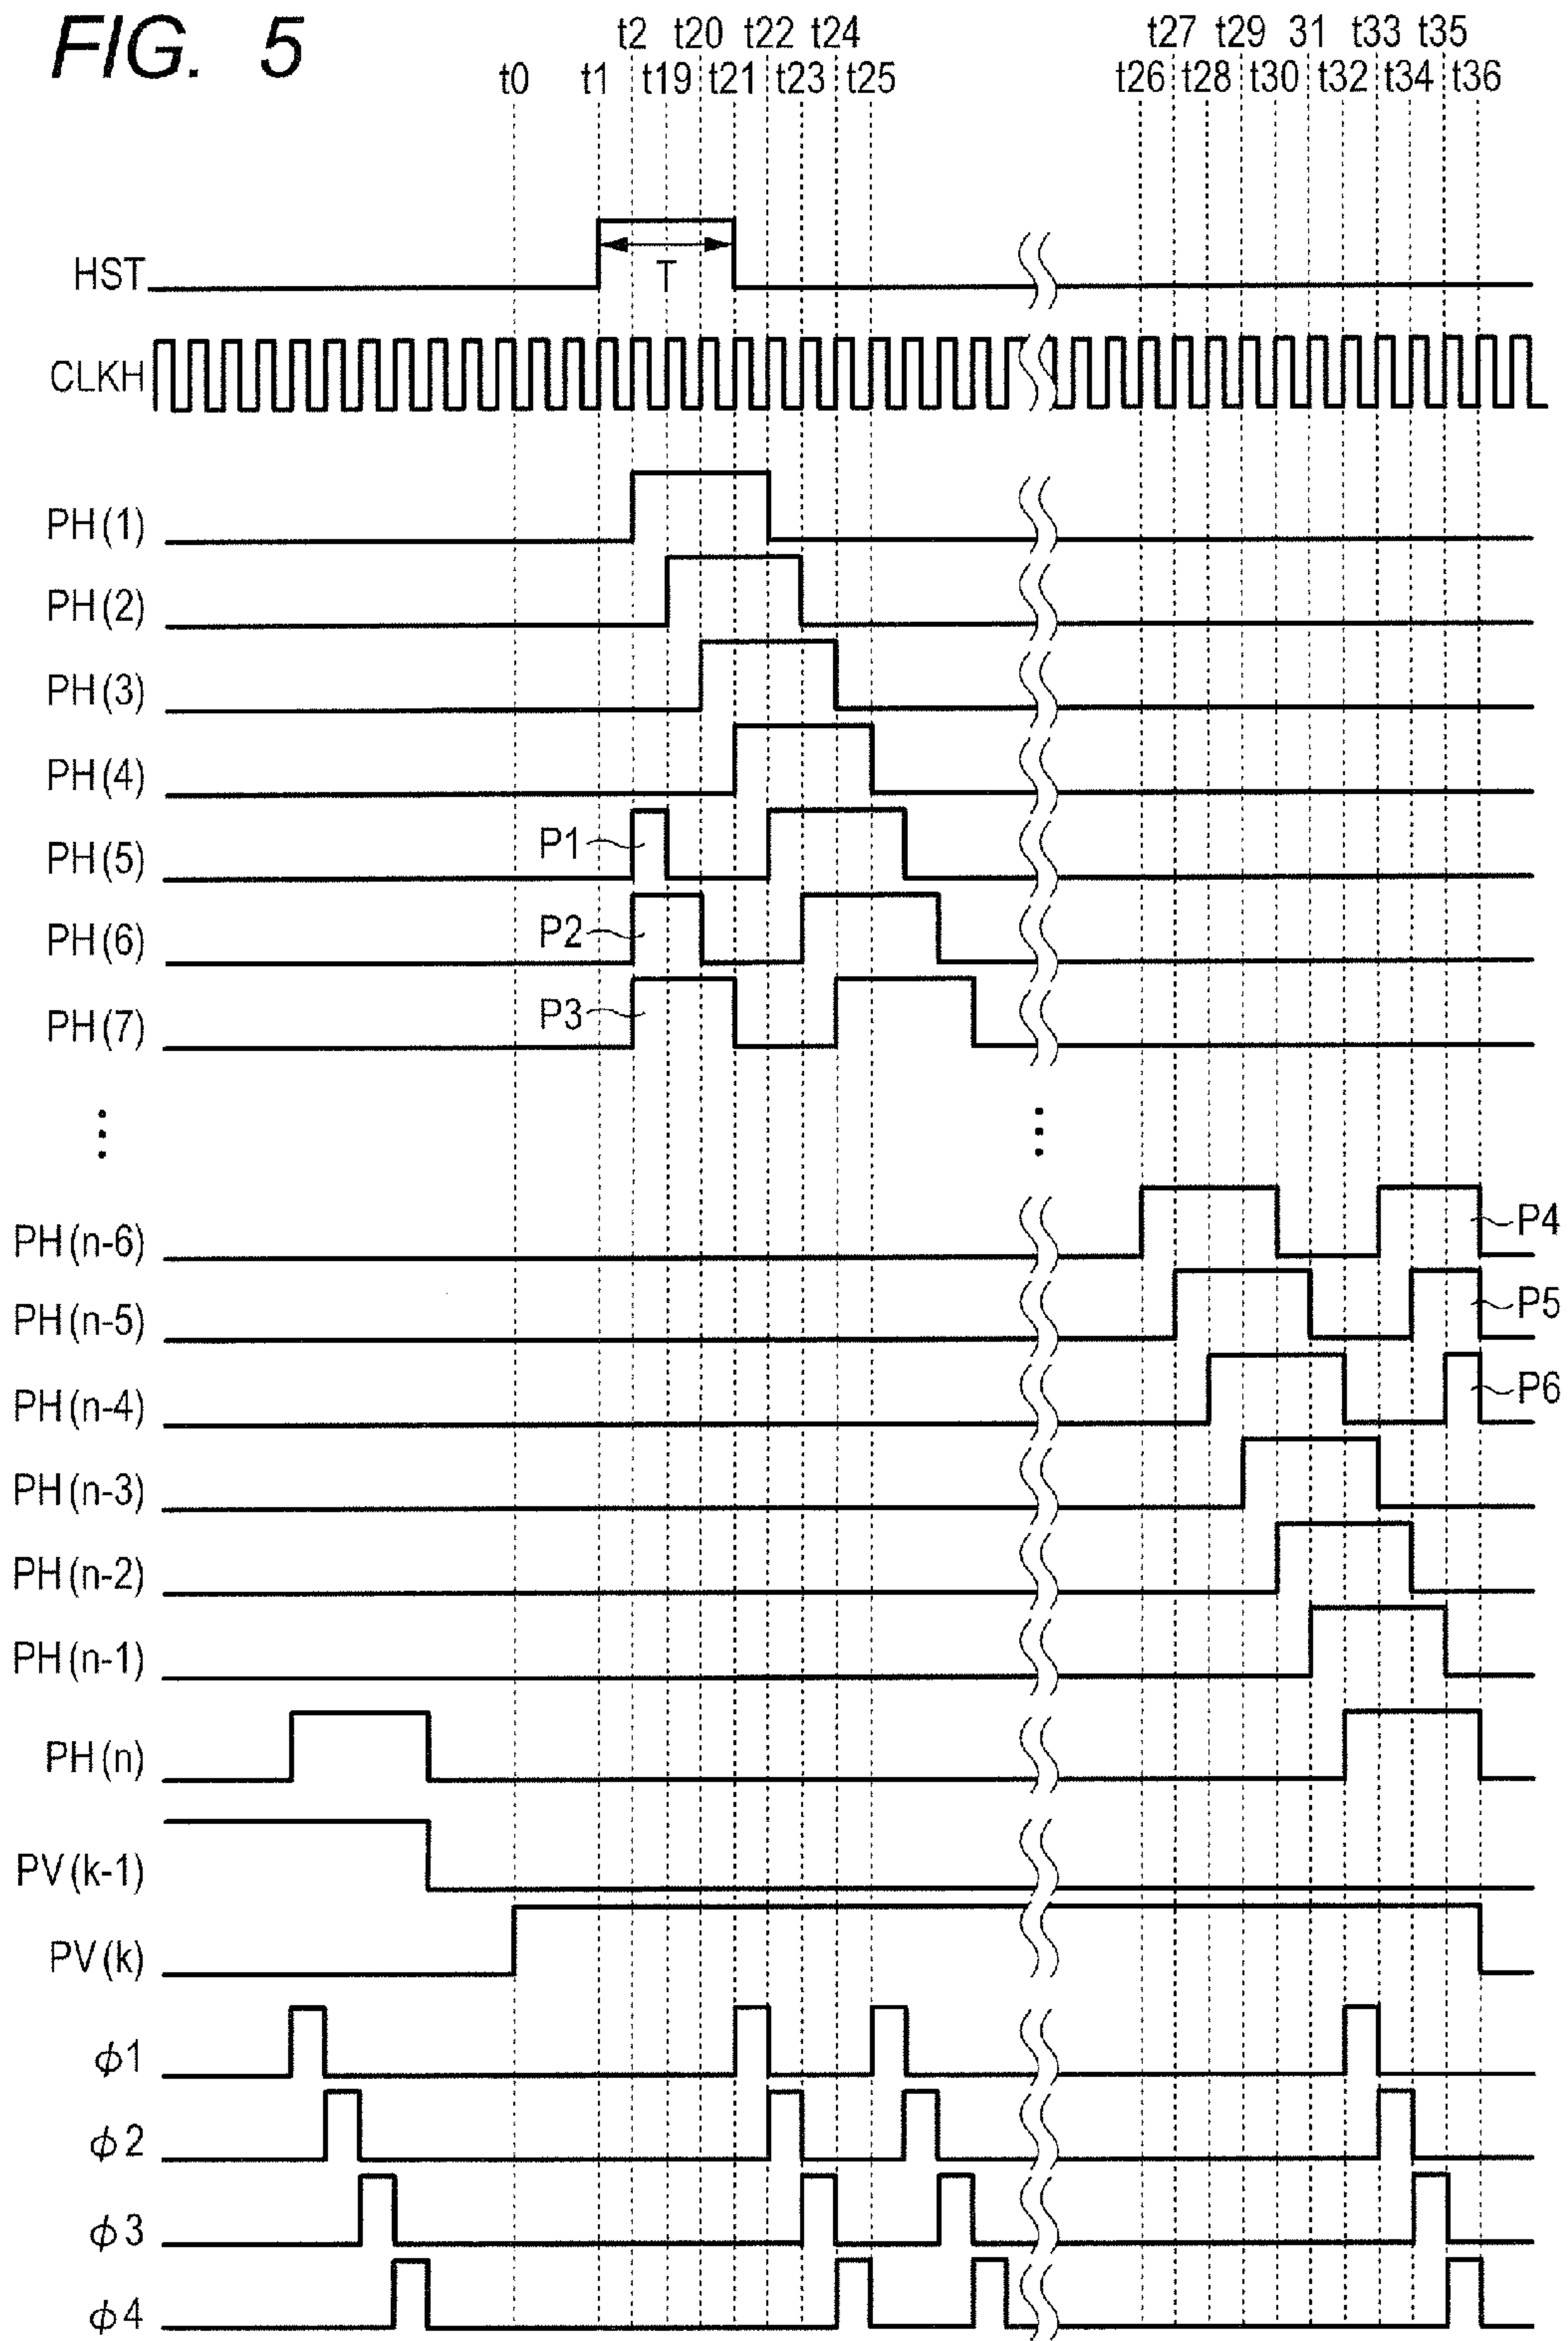 FIG. 5
t2 t20 t22 t24 t27 t29 31 t33 t35
t0 t1 t19 t21 t23 t25 t26 t28 t30 t32 t34 t36
HST
T
CLKH
PH(1)
PH(2)
PH(3)
PH(4)
PH(5) P1
PH(6) P2
PH(7) P3
PH(n-6) P4
PH(n-5) P5
PH(n-4) P6
PH(n-3)
PH(n-2)
PH(n-1)
PH(n)
PV(k-1)
PV(k)
ϕ1
ϕ2
ϕ3
ϕ4